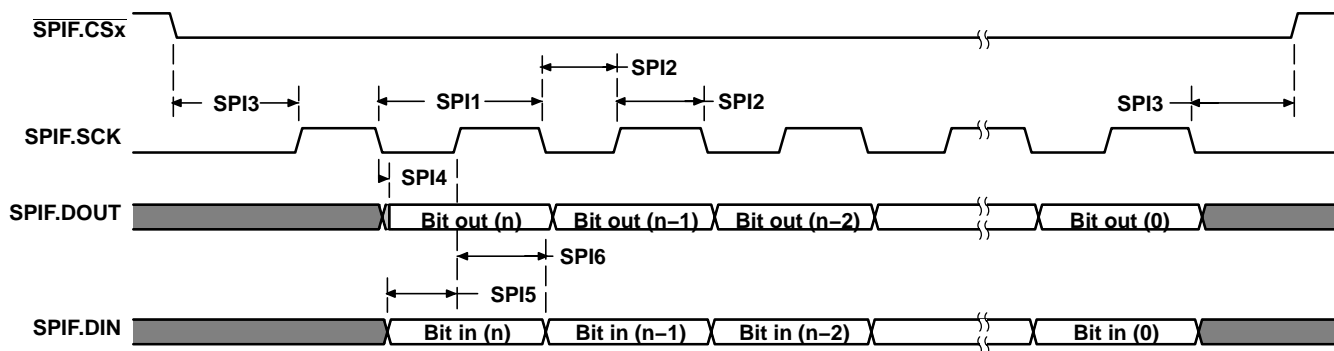 SPIF.CSx
SPI2
SPI3
SPI1
SPI2
SPI3
SPIF.SCK
SPI4
SPIF.DOUT
Bit out (n)
Bit out (n−1)
Bit out (n−2)
Bit out (0)
SPI6
SPI5
SPIF.DIN
Bit in (n)
Bit in (n−1)
Bit in (n−2)
Bit in (0)